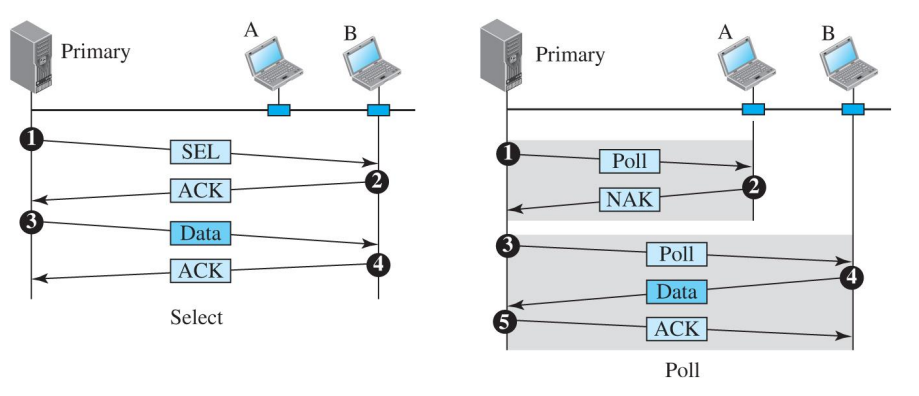 Primary
A
B
1
SEL
2
ACK
3
Data
4
ACK
Select
Primary
A
B
1
Poll
2
NAK
3
Poll
4
Data
5
ACK
Poll